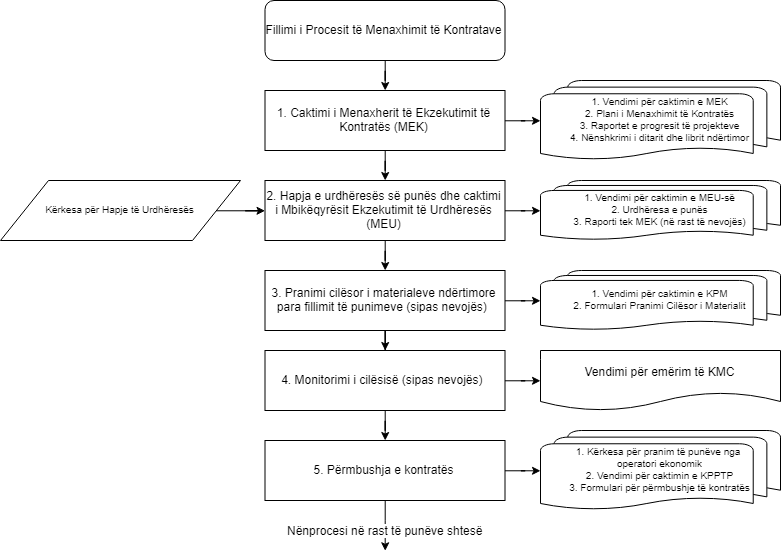 Fillimi i Procesit të Menaxhimit të Kontratave
1. Caktimi i Menaxherit të Ekzekutimit të
Kontratës (MEK)
1. Vendimi për caktimin e MEK
2. Plani i Menaxhimit të Kontratës
3. Raportet e progresit të projekteve
4. Nënshkrimi i ditarit dhe librit ndërtimor
Kërkesa për Hapje të Urdhëresës
2. Hapja e urdhëresës së punës dhe caktimi
i Mbikëqyrësit Ekzekutimit të Urdhëresës
(MEU)
1. Vendimi për caktimin e MEU-së
2. Urdhëresa e punës
3. Raporti tek MEK (në rast të nevojës)
3. Pranimi cilësor i materialeve ndërtimore
para fillimit të punimeve (sipas nevojës)
1. Vendimi për caktimin e KPM
2. Formulari Pranimi Cilësor i Materialit
4. Monitorimi i cilësisë (sipas nevojës)
Vendimi për emërim të KMC
5. Përmbushja e kontratës
1. Kërkesa për pranim të punëve nga
operatori ekonomik
2. Vendimi për caktimin e KPPTP
3. Formulari për përmbushje të kontratës
Nënprocesi në rast të punëve shtesë